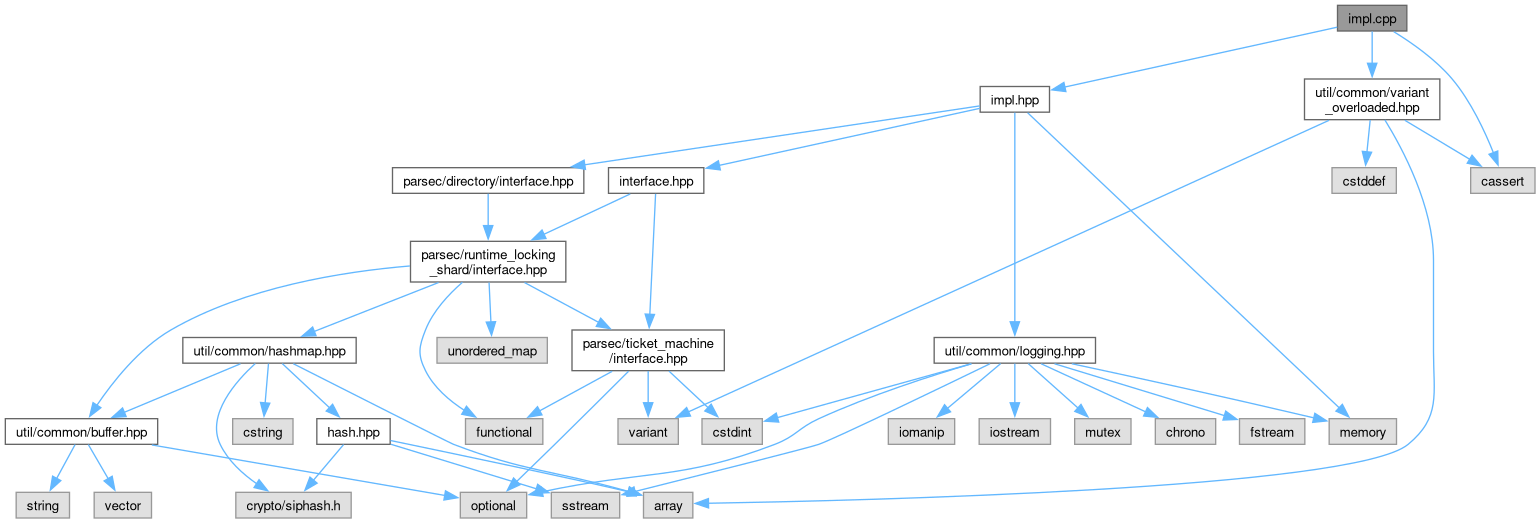 impl.cpp
impl.hpp
util/common/variant
_overloaded.hpp
parsec/directory/interface.hpp
interface.hpp
cstddef
cassert
parsec/runtime_locking
_shard/interface.hpp
util/common/hashmap.hpp
unordered_map
parsec/ticket_machine
/interface.hpp
util/common/logging.hpp
util/common/buffer.hpp
cstring
hash.hpp
functional
variant
cstdint
iomanip
iostream
mutex
chrono
fstream
memory
string
vector
crypto/siphash.h
optional
sstream
array